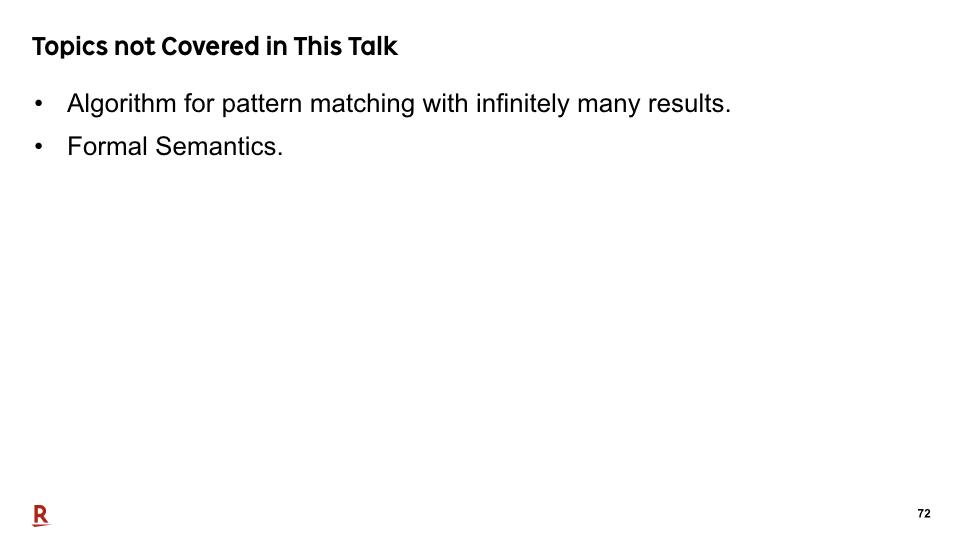 Topics not Covered in This Talk
• Algorithm for pattern matching with infinitely many results.
• Formal Semantics.
R
72